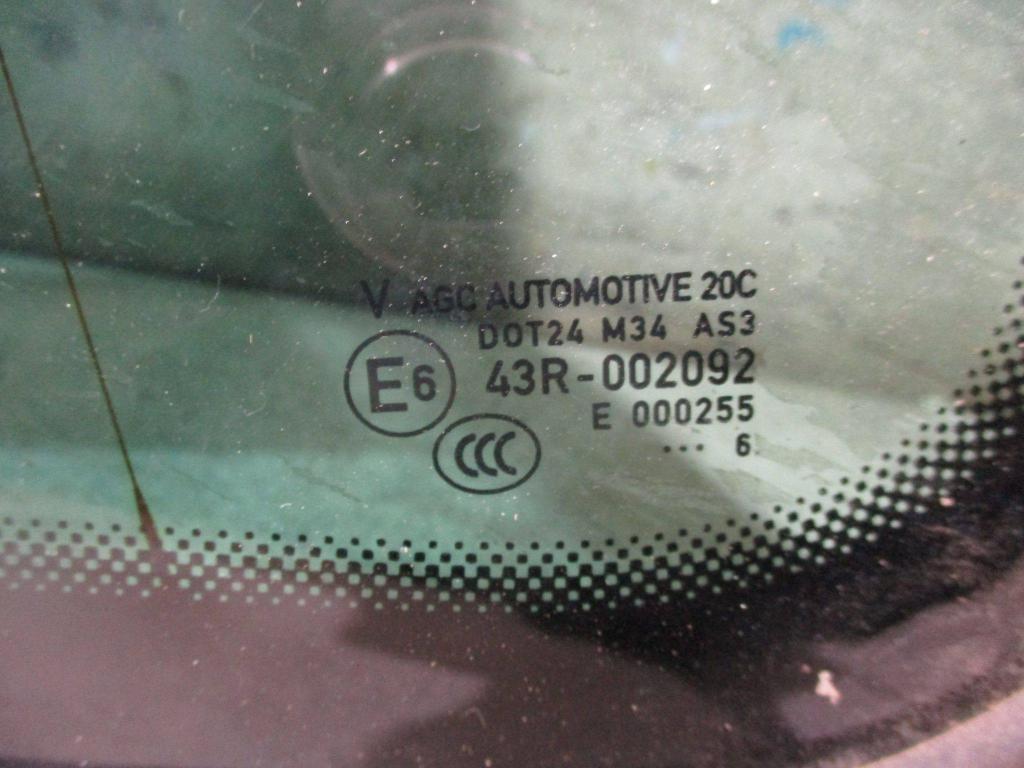 V AGC AUTOMOTIVE 20C
DOT24 M34 AS3
E6 43R-002092
E 000255
CCC ••• 6